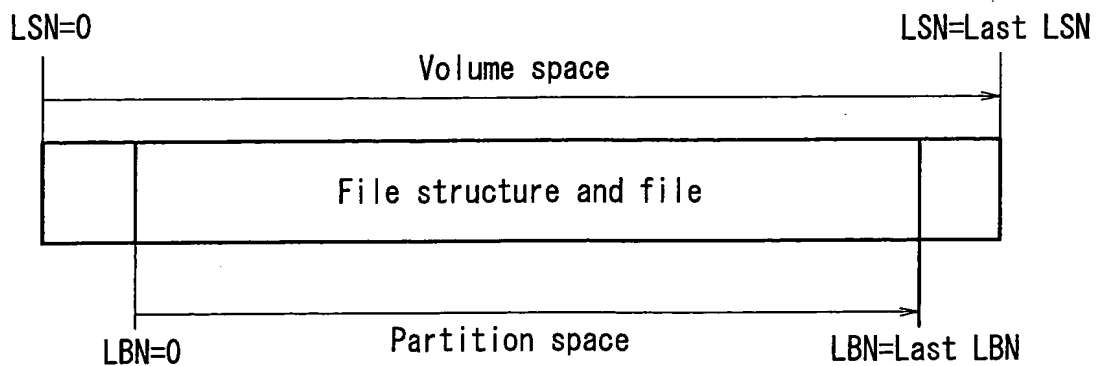 LSN=0
LSN=Last LSN
Volume space
File structure and file
Partition space
LBN=0
LBN=Last LBN